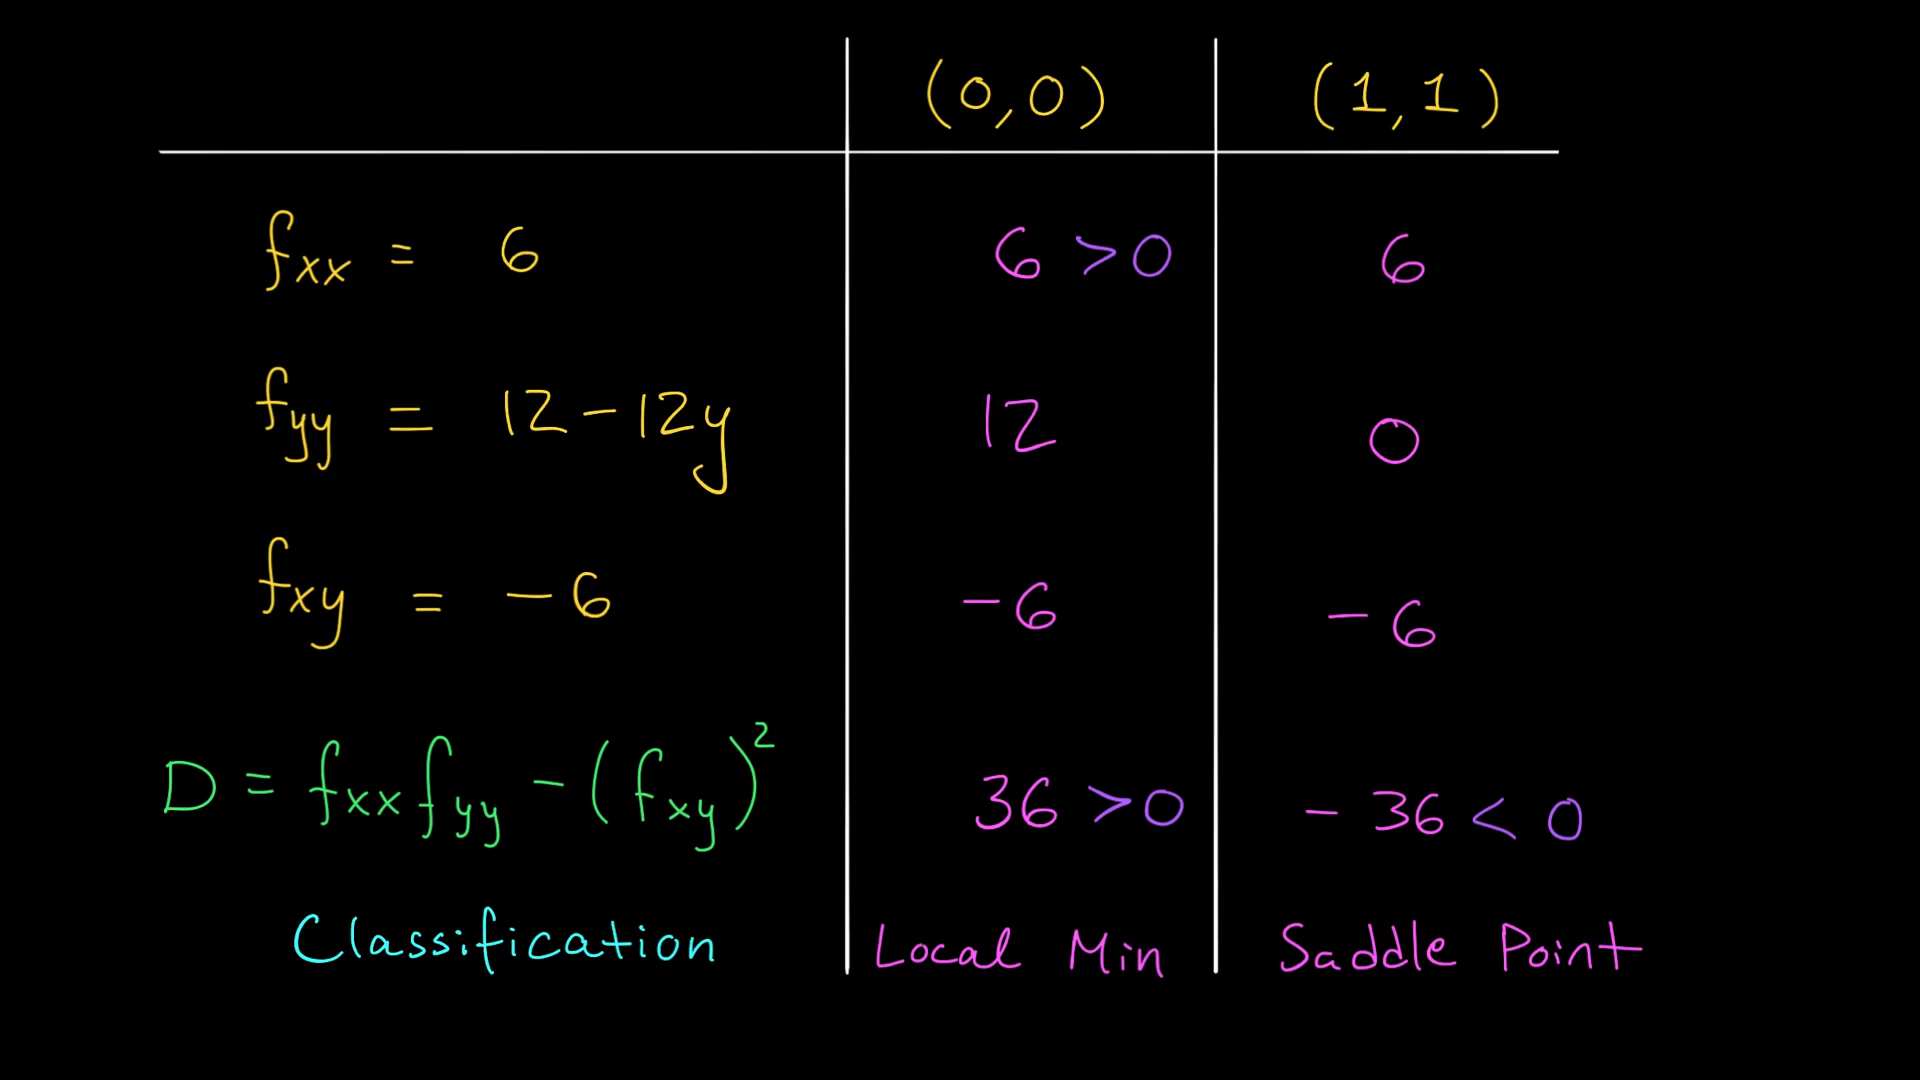 (0,0) (1,1)
fxx = 6 6 >0 6
fyy = 12-12y 12 0
fxy = -6 -6 -6
D = fxx fyy - (fxy)² 36 >0 -36 < 0
Classification Local Min Saddle Point